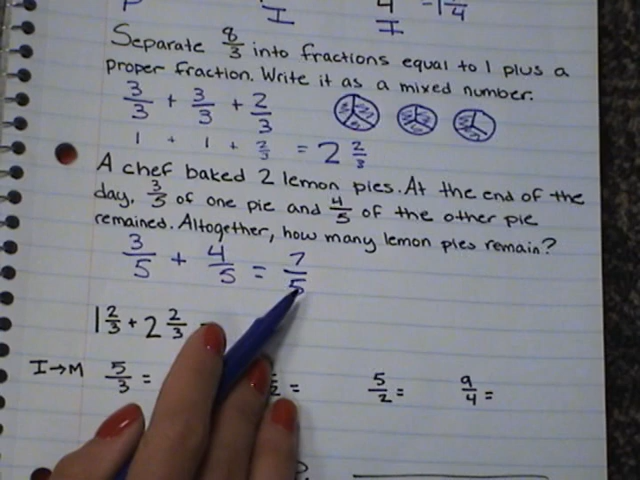 P I 4/I -1 1/4
Separate 8/3 into fractions equal to 1 plus a
proper fraction. Write it as a mixed number.
3/3 + 3/3 + 2/3
1 + 1 + 2/3 = 2 2/3
A chef baked 2 lemon pies. At the end of the
day, 3/5 of one pie and 4/5 of the other pie
remained. Altogether, how many lemon pies remain?
3/5 + 4/5 = 7/5
1 2/3 + 2 2/3 =
I→M 5/3 = /2 = 5/2 = 9/4 =